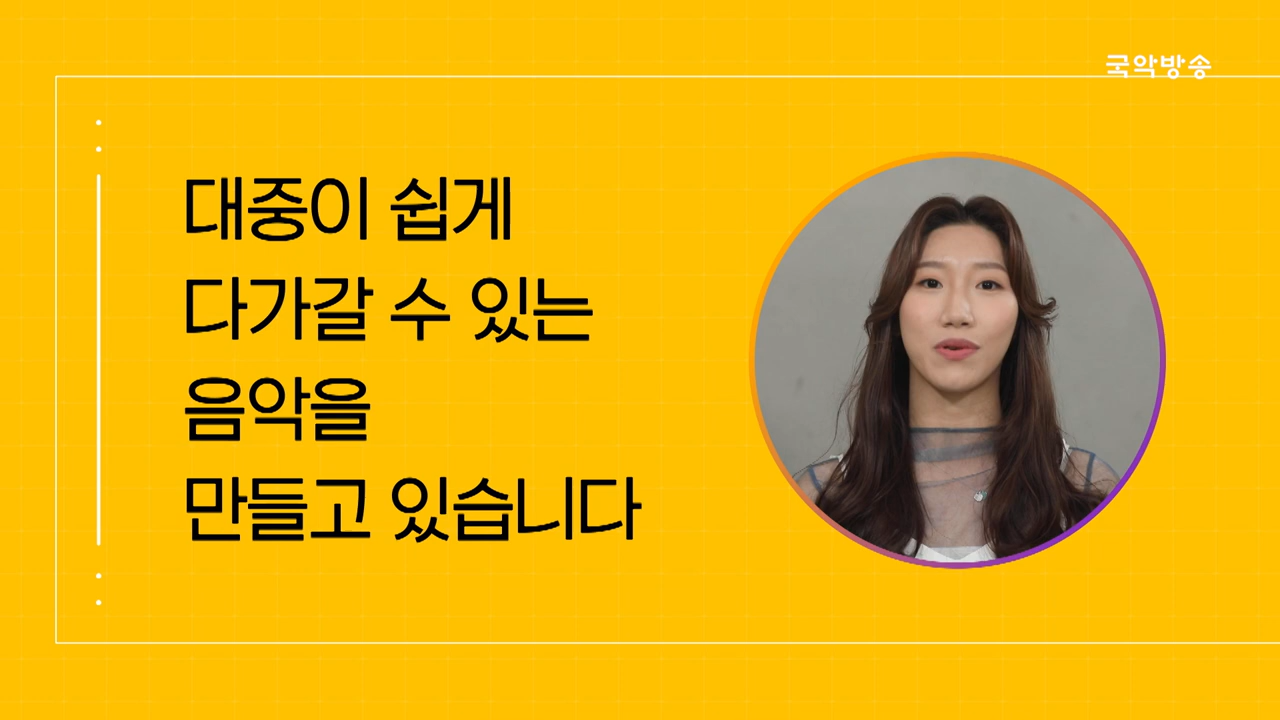 국악방송
대중이 쉽게
다가갈 수 있는
음악을
만들고 있습니다